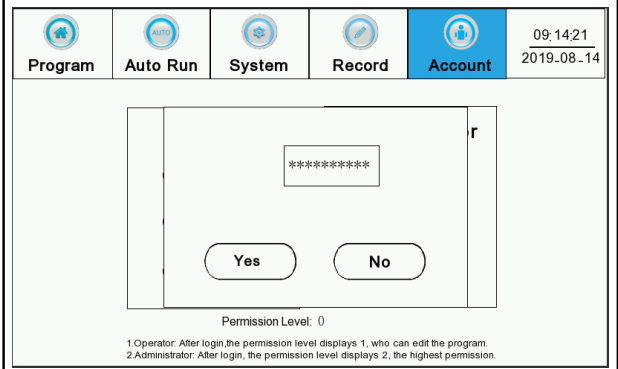 AUTO
Program Auto Run System Record Account
09:14:21
2019-08-14
r
**********
Yes No
Permission Level: 0
1.Operator: After login,the permission level displays 1, who can edit the program.
2.Administrator: After login, the permission level displays 2, the highest permission.